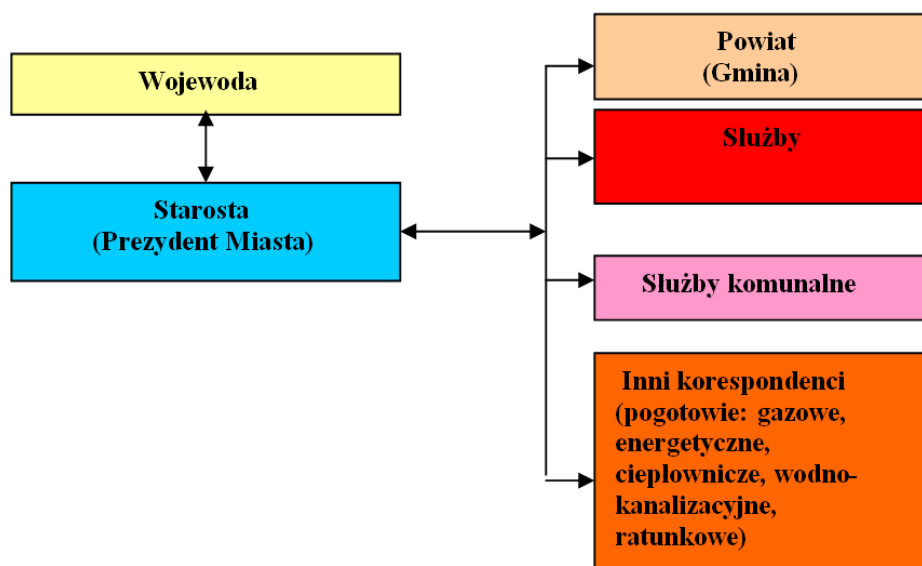 Wojewoda
Starosta
(Prezydent Miasta)
Powiat
(Gmina)
Służby
Służby komunalne
Inni korespondenci
(pogotowie: gazowe,
energetyczne,
ciepłownicze, wodno-
kanalizacyjne,
ratunkowe)